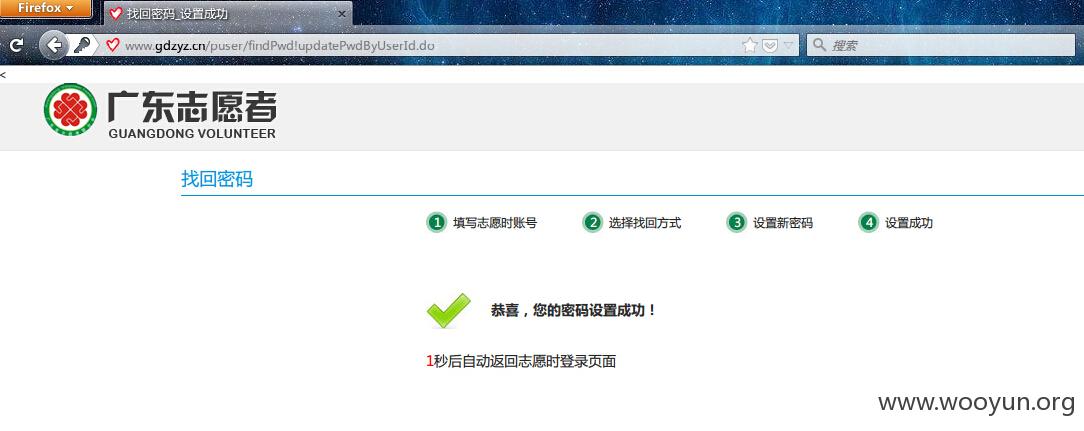 Firefox
找回密码_设置成功
www.gdzyz.cn/puser/findPwd!updatePwdByUserId.do
搜索
<
广东志愿者
GUANGDONG VOLUNTEER
找回密码
1 填写志愿时账号 2 选择找回方式 3 设置新密码 4 设置成功
恭喜，您的密码设置成功！
1秒后自动返回志愿时登录页面
www.wooyun.org